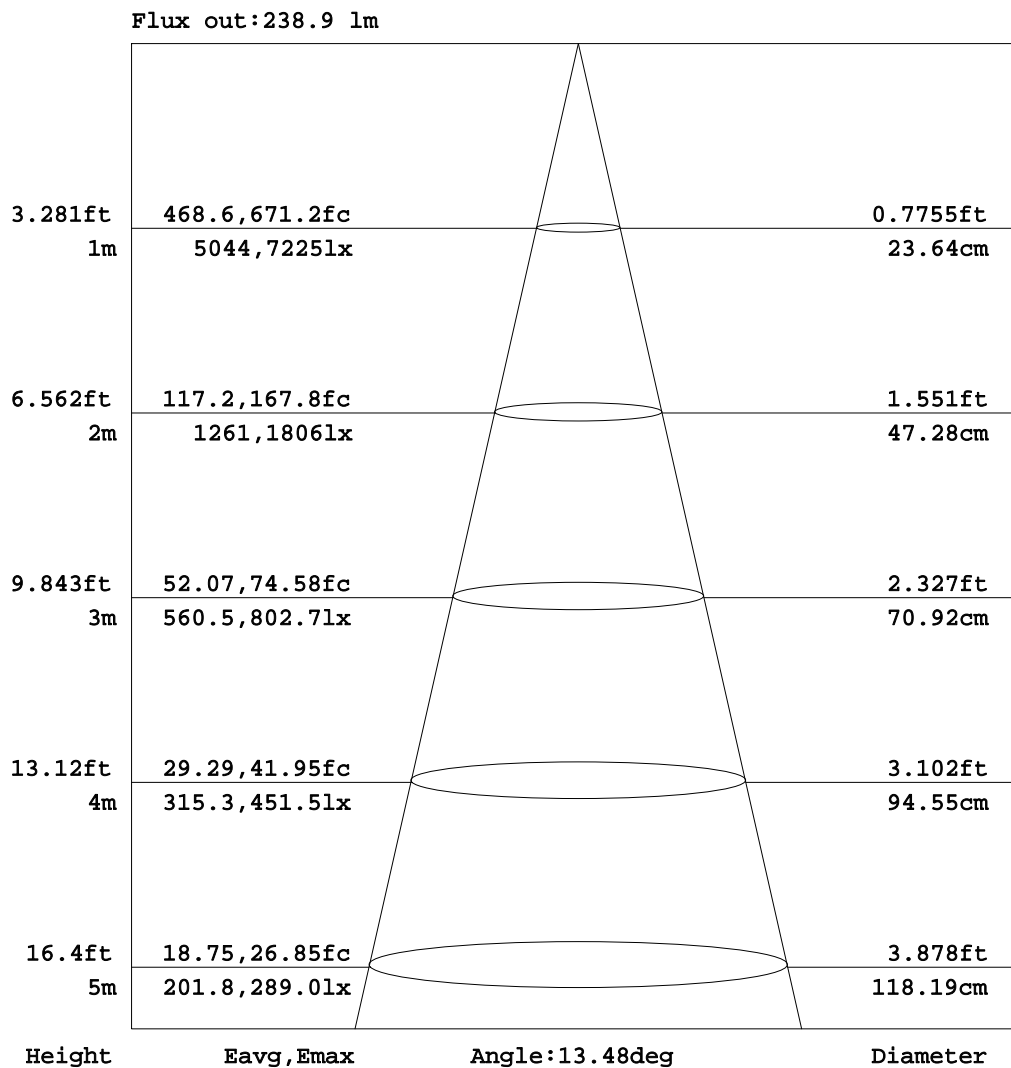 Flux out:238.9 lm
3.281ft 468.6,671.2fc 0.7755ft
1m 5044,7225lx 23.64cm
6.562ft 117.2,167.8fc 1.551ft
2m 1261,1806lx 47.28cm
9.843ft 52.07,74.58fc 2.327ft
3m 560.5,802.7lx 70.92cm
13.12ft 29.29,41.95fc 3.102ft
4m 315.3,451.5lx 94.55cm
16.4ft 18.75,26.85fc 3.878ft
5m 201.8,289.0lx 118.19cm
Height Eavg,Emax Angle:13.48deg Diameter